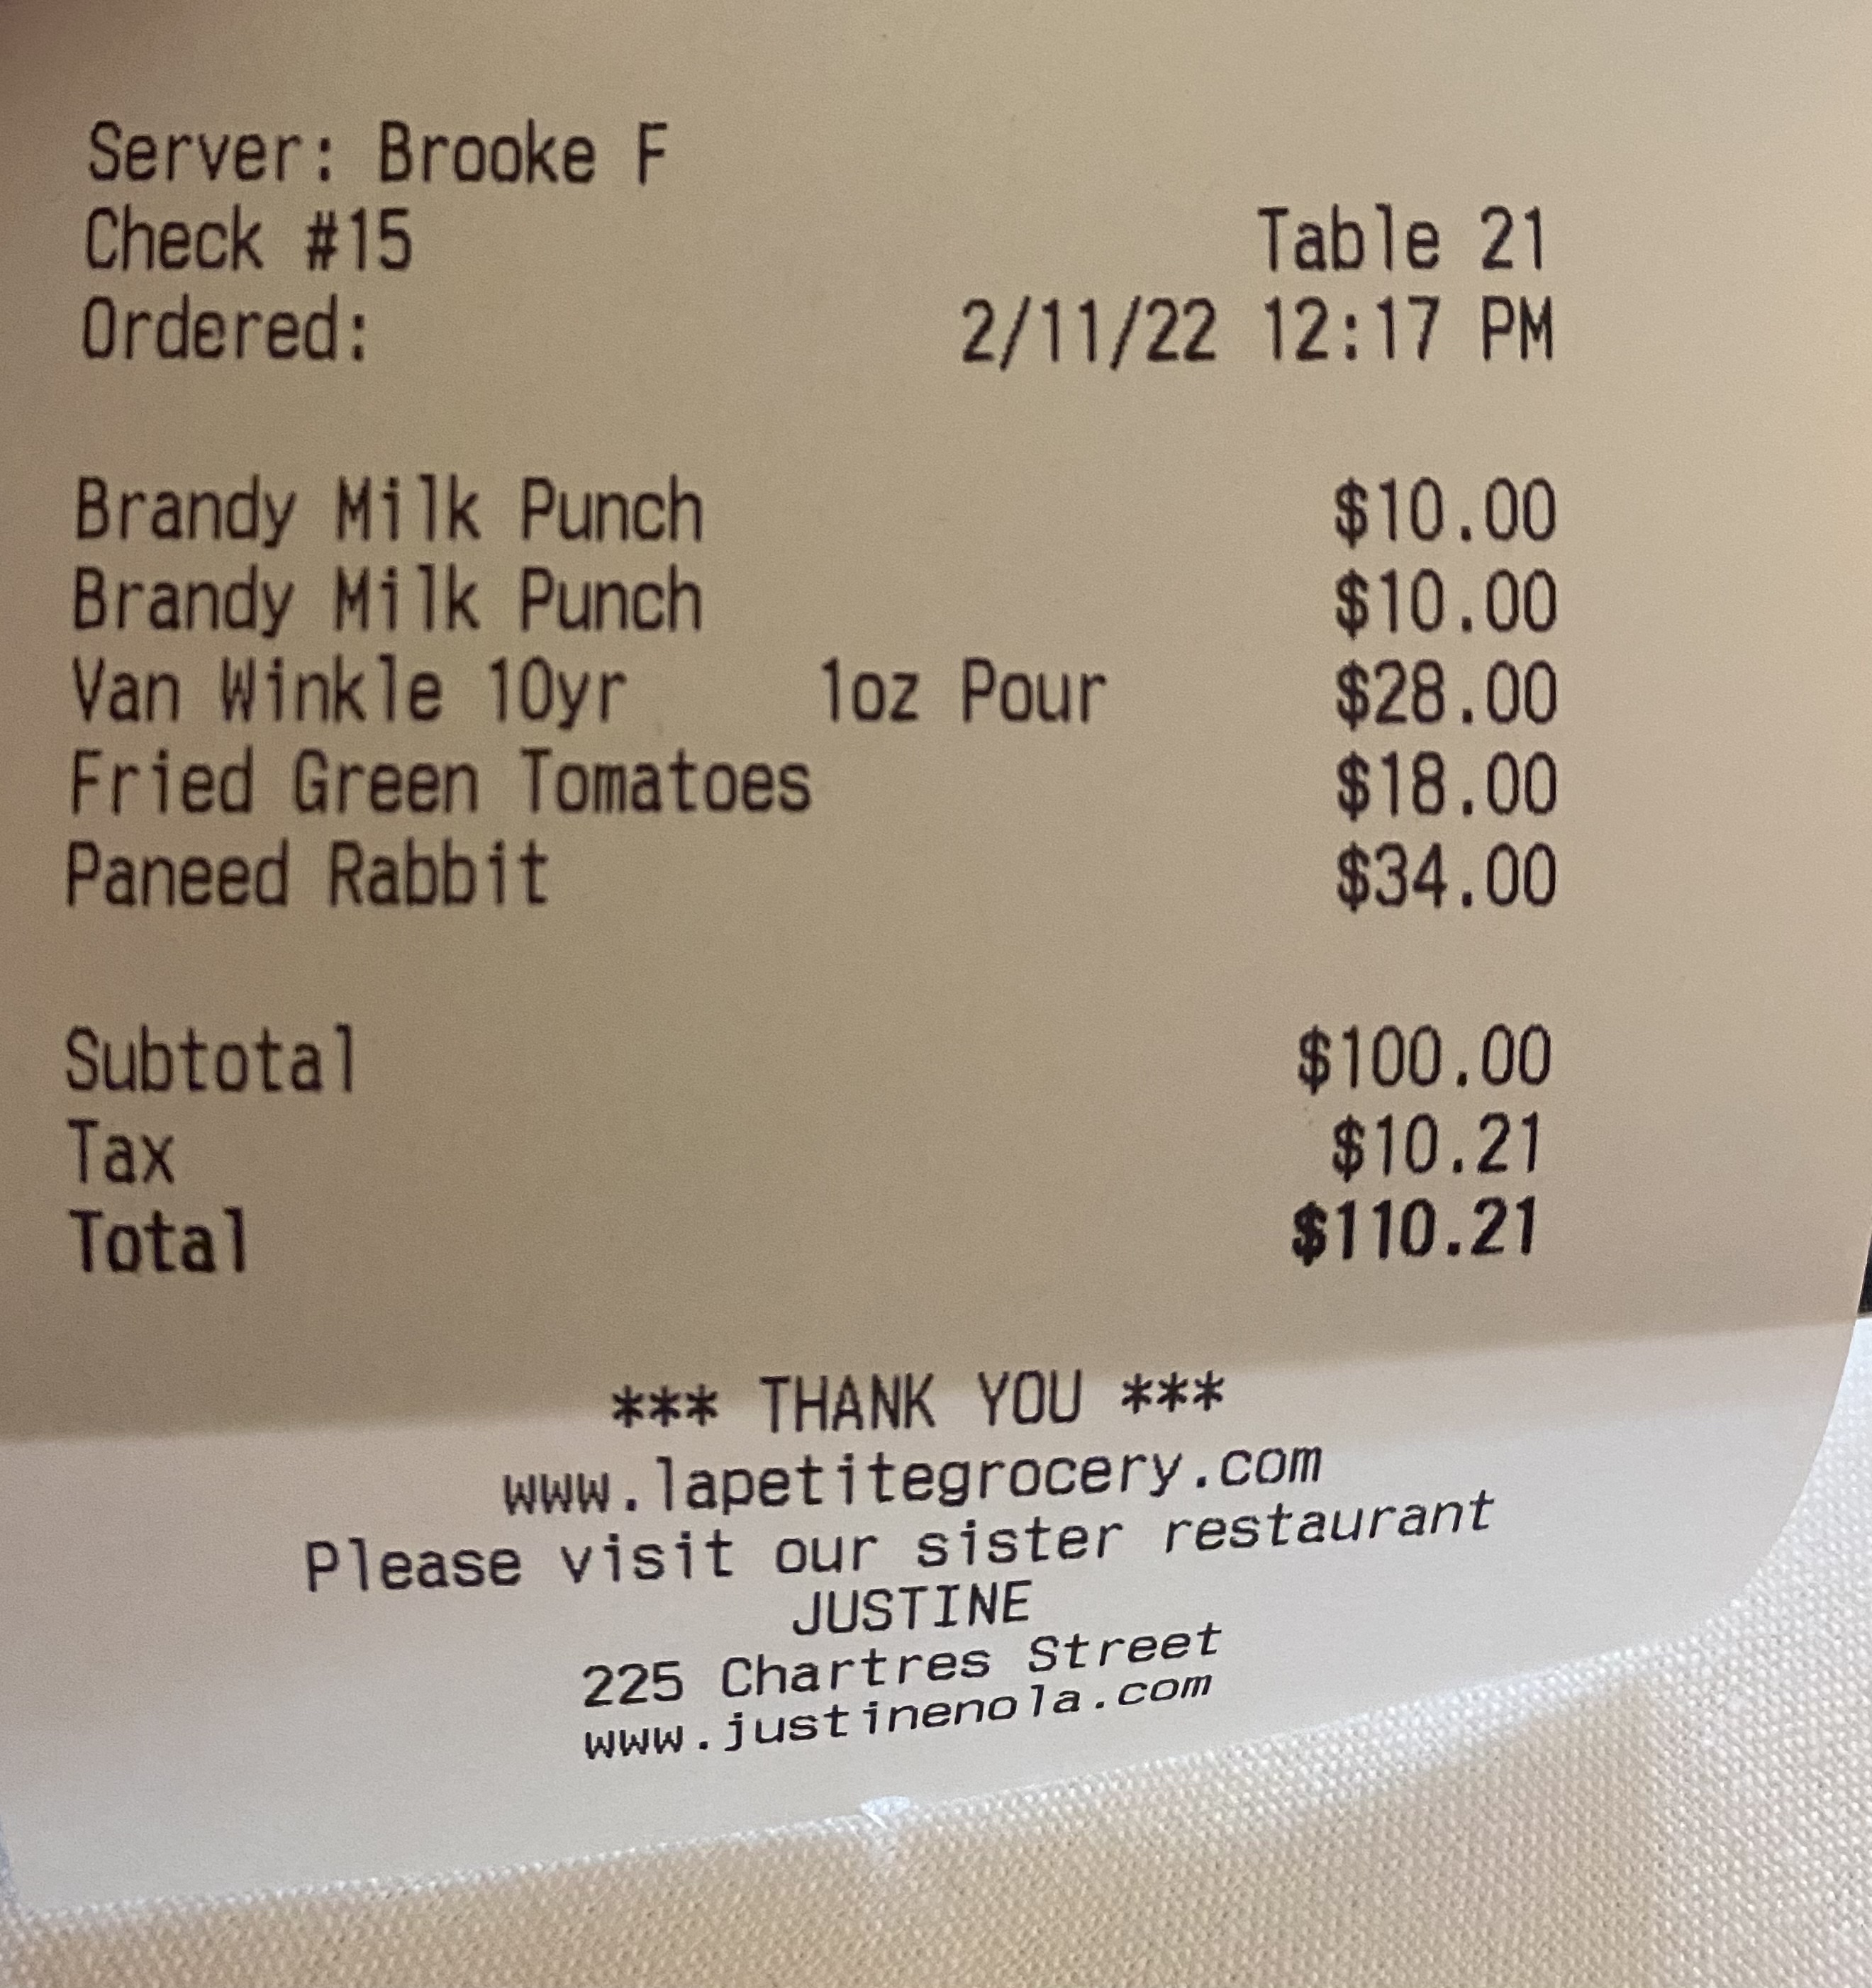 Server: Brooke F
Check #15 Table 21
Ordered: 2/11/22 12:17 PM
Brandy Milk Punch $10.00
Brandy Milk Punch $10.00
Van Winkle 10yr 1oz Pour $28.00
Fried Green Tomatoes $18.00
Paneed Rabbit $34.00
Subtotal $100.00
Tax $10.21
Total $110.21
*** THANK YOU ***
www.lapetitegrocery.com
Please visit our sister restaurant
JUSTINE
225 Chartres Street
www.justinenola.com